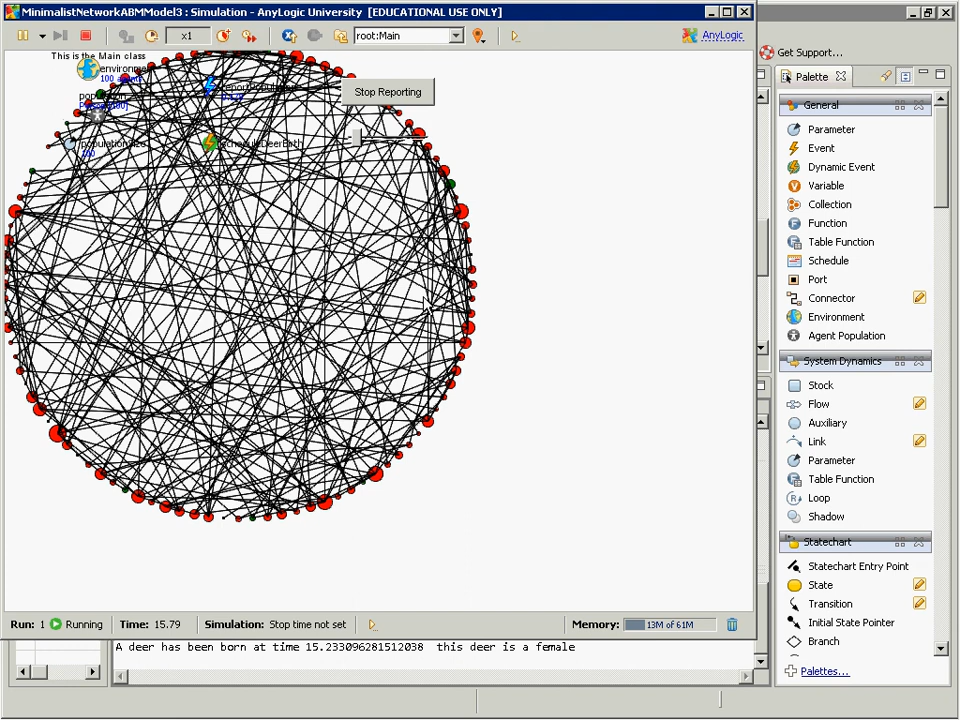 MinimalistNetworkABMModel3 : Simulation - AnyLogic University [EDUCATIONAL USE ONLY]
x1
root:Main
AnyLogic
This is the Main class
100 agents
Stop Reporting
Run: 1
Running
Time: 15.79
Simulation: Stop time not set
Memory:
13M of 61M
A deer has been born at time 15.233096281512038 this deer is a female
Get Support...
Palette
General
Parameter
Event
Dynamic Event
Variable
Collection
Function
Table Function
Schedule
Port
Connector
Environment
Agent Population
System Dynamics
Stock
Flow
Auxiliary
Link
Parameter
Table Function
Loop
Shadow
Statechart
Statechart Entry Point
State
Transition
Initial State Pointer
Branch
Palettes...